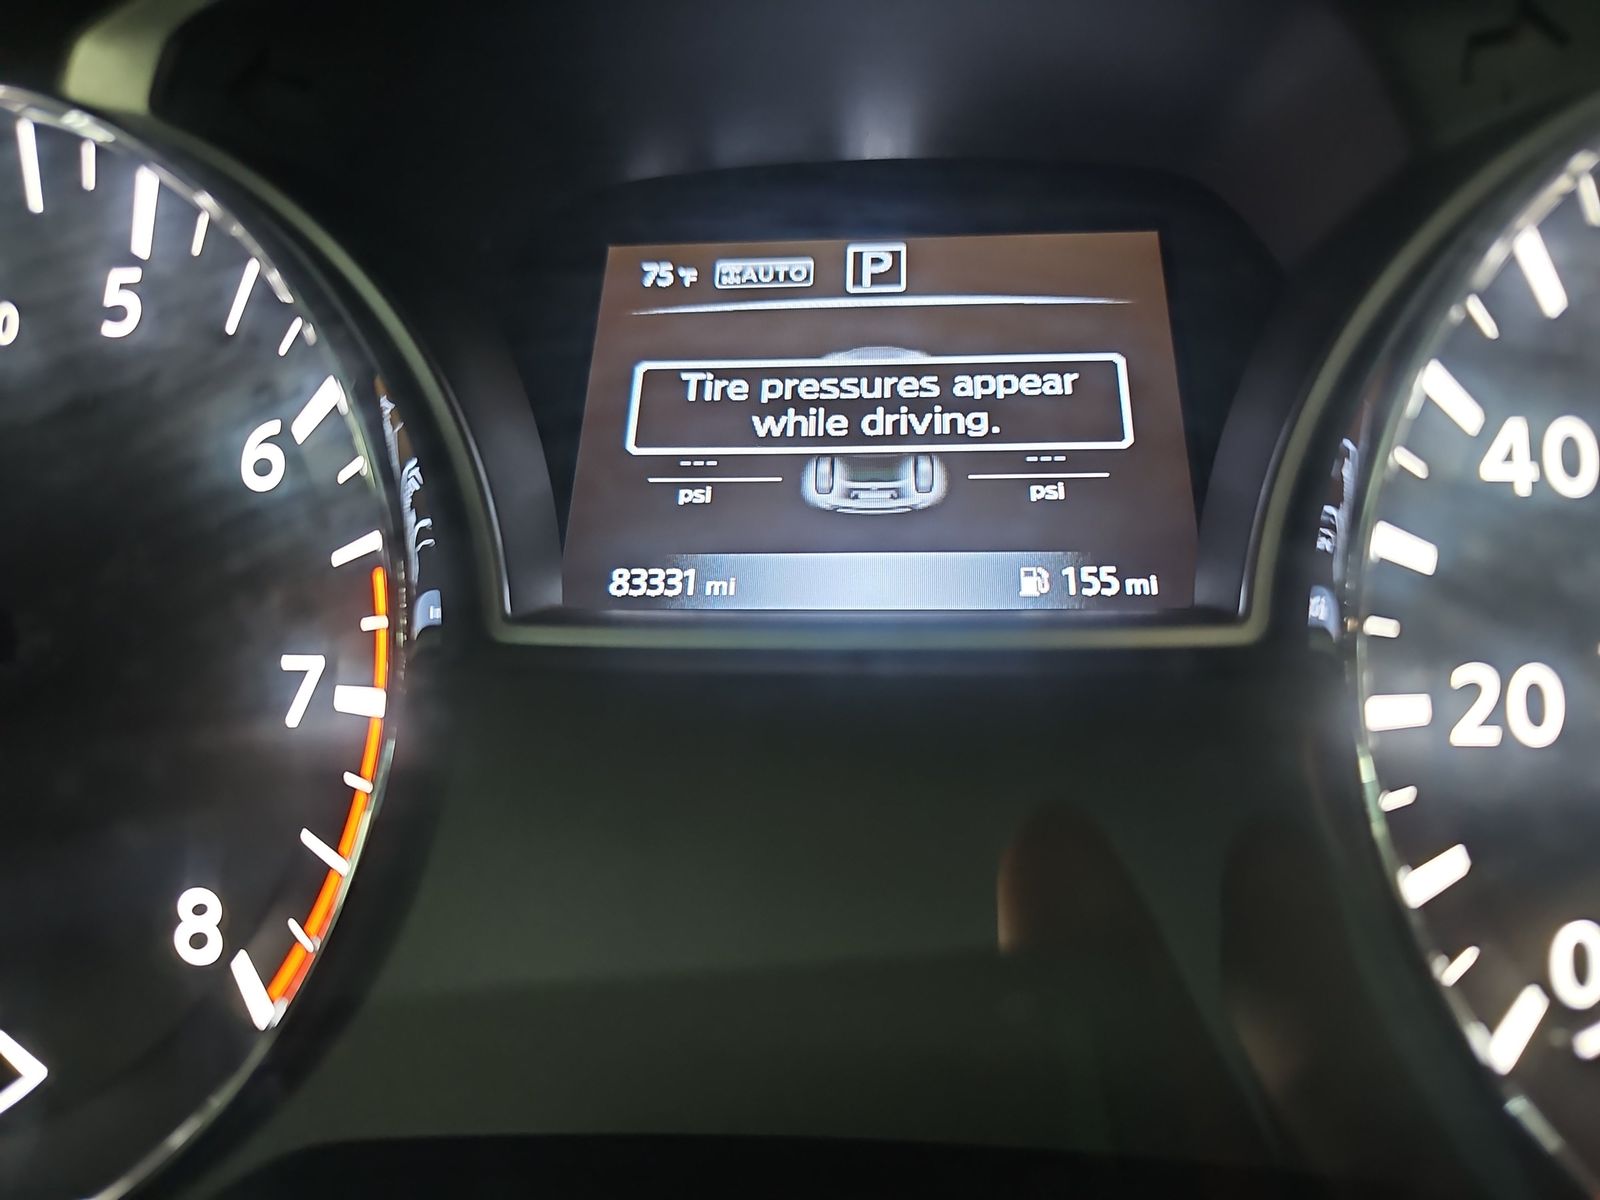 75°F AUTO P
Tire pressures appear
while driving.
--- ---
psi psi
83331 mi 155 mi
5
6
7
8
40
20
0